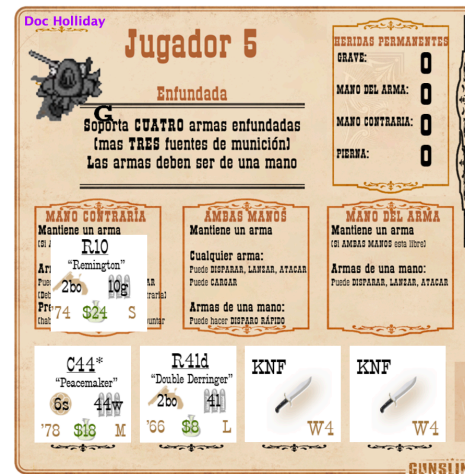 Doc Holliday
Jugador 5
HERIDAS PERMANENTES
GRAVE: 0
MANO DEL ARMA: 0
MANO CONTRARIA: 0
PIERNA: 0
Enfundada
G
Soporta CUATRO armas enfundadas
(mas TRES fuentes de munición)
Las armas deben ser de una mano
MANO CONTRARIA
Mantiene un arma
R10
"Remington"
2bo 10g
'74 $24 S
AMBAS MANOS
Mantiene un arma
Cualquier arma:
Puede DISPARAR, LANZAR, ATACAR
Puede CARGAR
Armas de una mano:
Puede hacer DISPARO RÁPIDO
MANO DEL ARMA
Mantiene un arma
(Si AMBAS MANOS esta libre)
Armas de una mano:
Puede DISPARAR, LANZAR, ATACAR
C44*
"Peacemaker"
6s 44w
'78 $18 M
R41d
"Double Derringer"
2bo 41
'66 $8 L
KNF
W4
KNF
W4